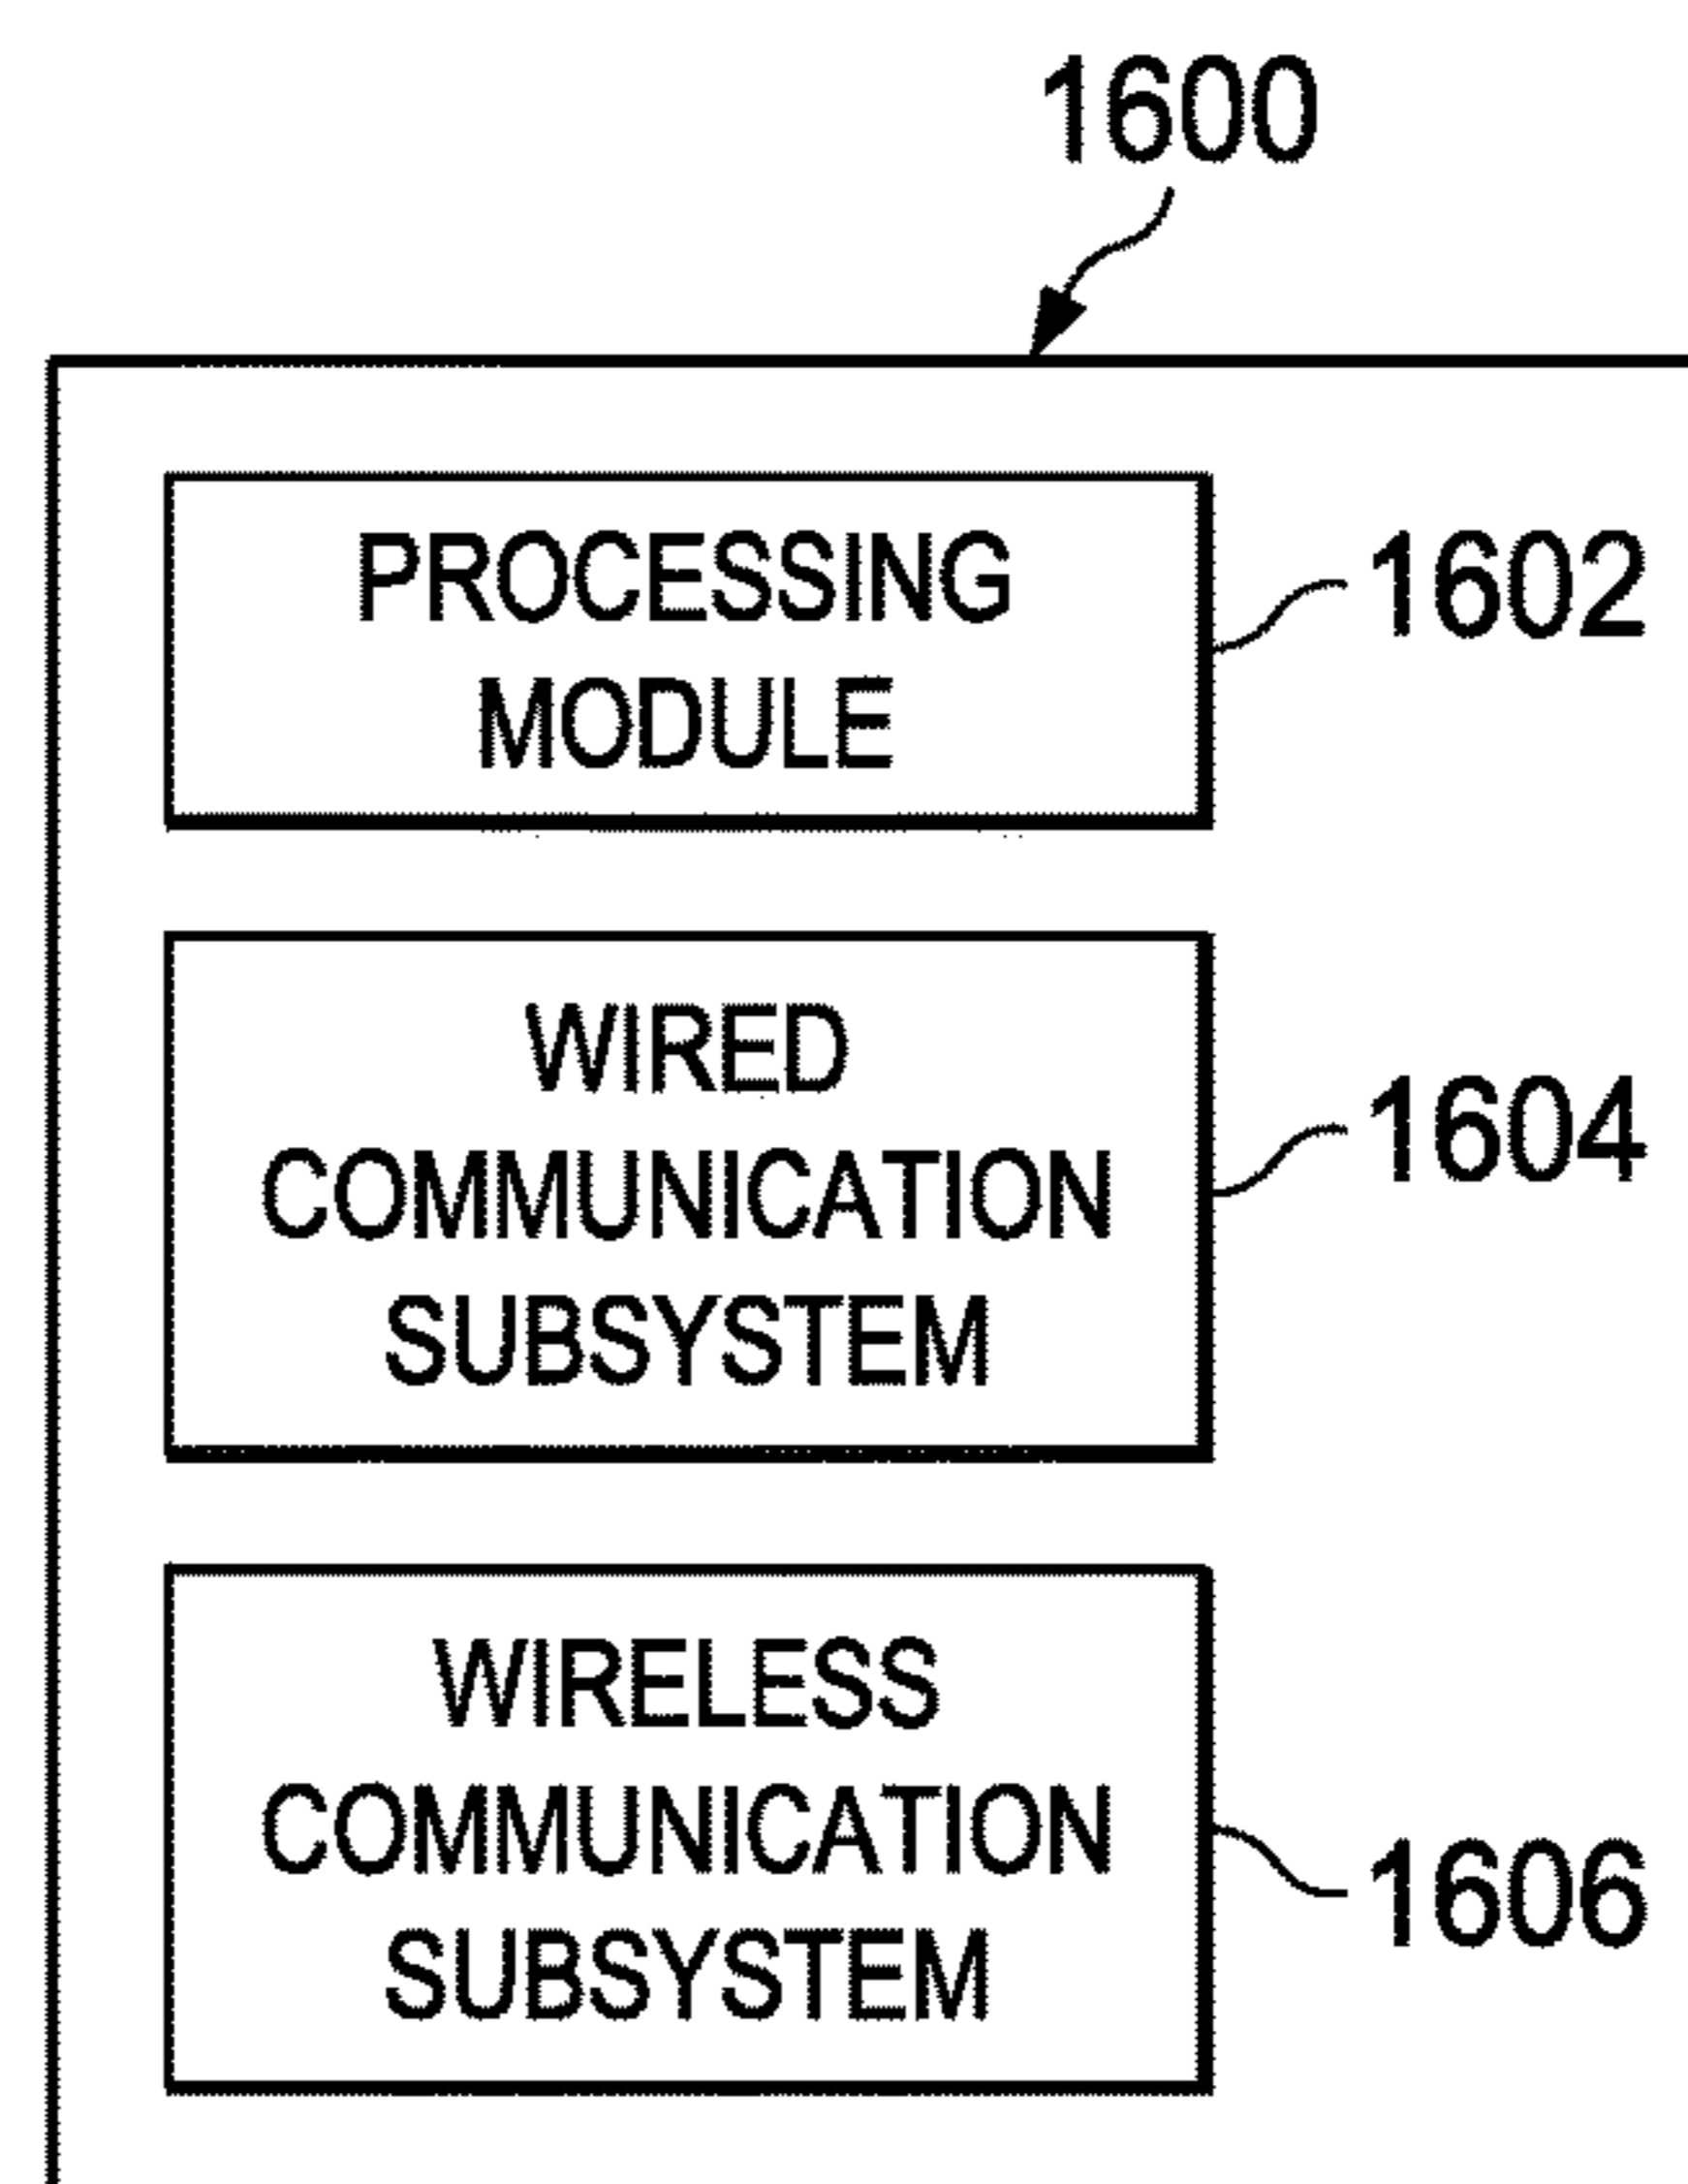 1600
PROCESSING
MODULE
1602
WIRED
COMMUNICATION
SUBSYSTEM
1604
WIRELESS
COMMUNICATION
SUBSYSTEM
1606